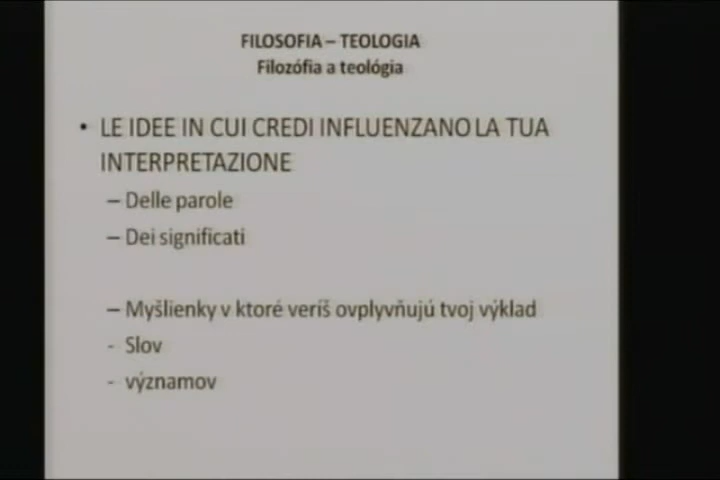 FILOSOFIA – TEOLOGIA
Filozófia a teológia
• LE IDEE IN CUI CREDI INFLUENZANO LA TUA
INTERPRETAZIONE
– Delle parole
– Dei significati
– Myšlienky v ktoré veríš ovplyvňujú tvoj výklad
- Slov
- významov